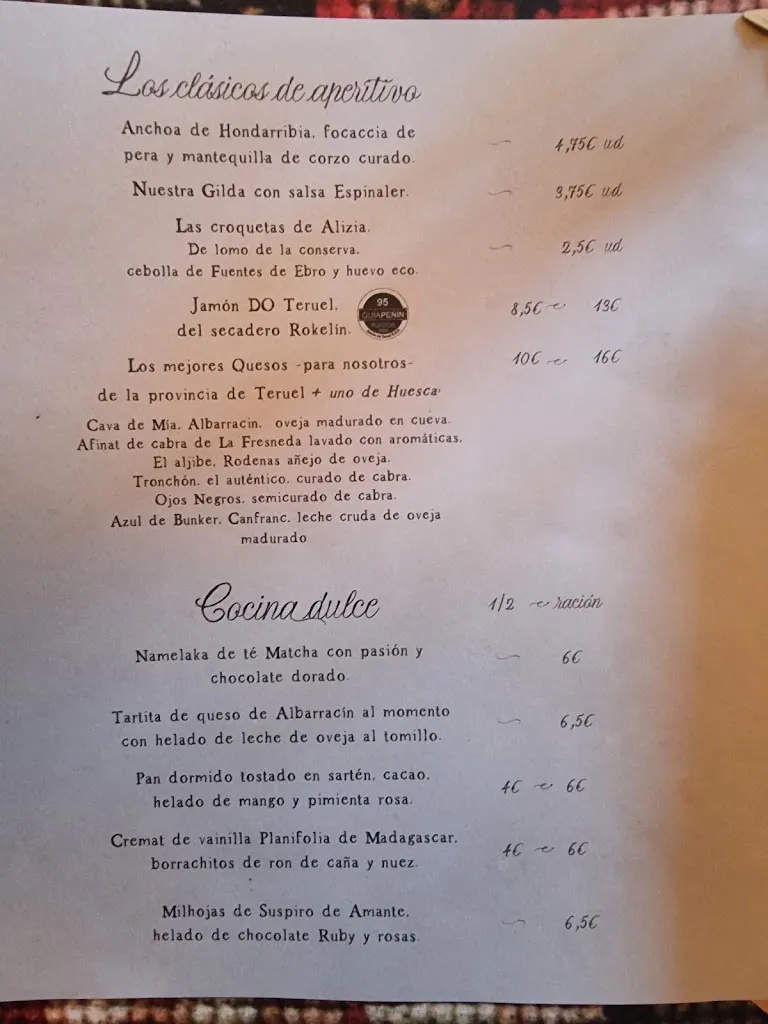 Los clásicos de aperitivo
Anchoa de Hondarribia, focaccia de
pera y mantequilla de corzo curado.
~ 4,75€ ud
Nuestra Gilda con salsa Espinaler.
~ 3,75€ ud
Las croquetas de Alizia.
De lomo de la conserva,
cebolla de Fuentes de Ebro y huevo eco.
~ 2,5€ ud
Jamón DO Teruel,
del secadero Rokelín.
95
GUIAPEÑIN
8,5€ ~ 13€
Los mejores Quesos -para nosotros-
de la provincia de Teruel + uno de Huesca
10€ ~ 16€
Cava de Mía, Albarracin, oveja madurado en cueva.
Afinat de cabra de La Fresneda lavado con aromáticas.
El aljibe, Rodenas añejo de oveja.
Tronchón, el auténtico, curado de cabra.
Ojos Negros, semicurado de cabra.
Azul de Bunker, Canfranc, leche cruda de oveja
madurado
Cocina dulce
1/2 ~ ración
Namelaka de té Matcha con pasión y
chocolate dorado.
~ 6€
Tartita de queso de Albarracín al momento
con helado de leche de oveja al tomillo.
~ 6,5€
Pan dormido tostado en sartén, cacao,
helado de mango y pimienta rosa.
4€ ~ 6€
Cremat de vainilla Planifolia de Madagascar,
borrachitos de ron de caña y nuez.
4€ ~ 6€
Milhojas de Suspiro de Amante,
helado de chocolate Ruby y rosas.
~ 6,5€